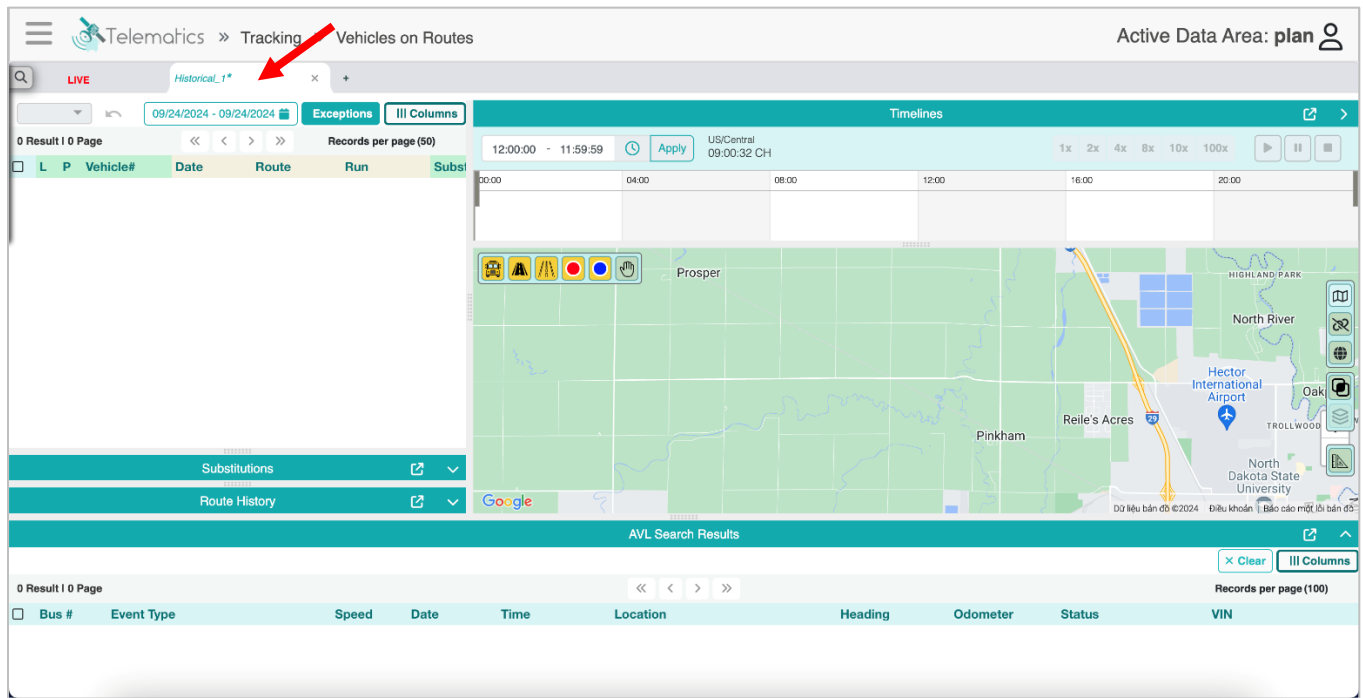 Telematics » Tracking » Vehicles on Routes
Active Data Area: plan
LIVE
Historical_1*
× +
09/24/2024 - 09/24/2024
Exceptions
Columns
0 Result | 0 Page
« < > »
Records per page (50)
L P Vehicle# Date Route Run Subst
Timelines
12:00:00 - 11:59:59
Apply
US/Central
09:00:32 CH
1x 2x 4x 8x 10x 100x
00:00 04:00 08:00 12:00 16:00 20:00
Prosper
HIGHLAND PARK
North River
Hector
International
Airport
Oak
Reile's Acres
29
TROLLWOOD
Pinkham
North
Dakota State
University
Google
Dữ liệu bản đồ ©2024 Điều khoản Báo cáo một lỗi bản đồ
Substitutions
Route History
AVL Search Results
× Clear
Columns
0 Result | 0 Page
« < > »
Records per page (100)
Bus # Event Type Speed Date Time Location Heading Odometer Status VIN